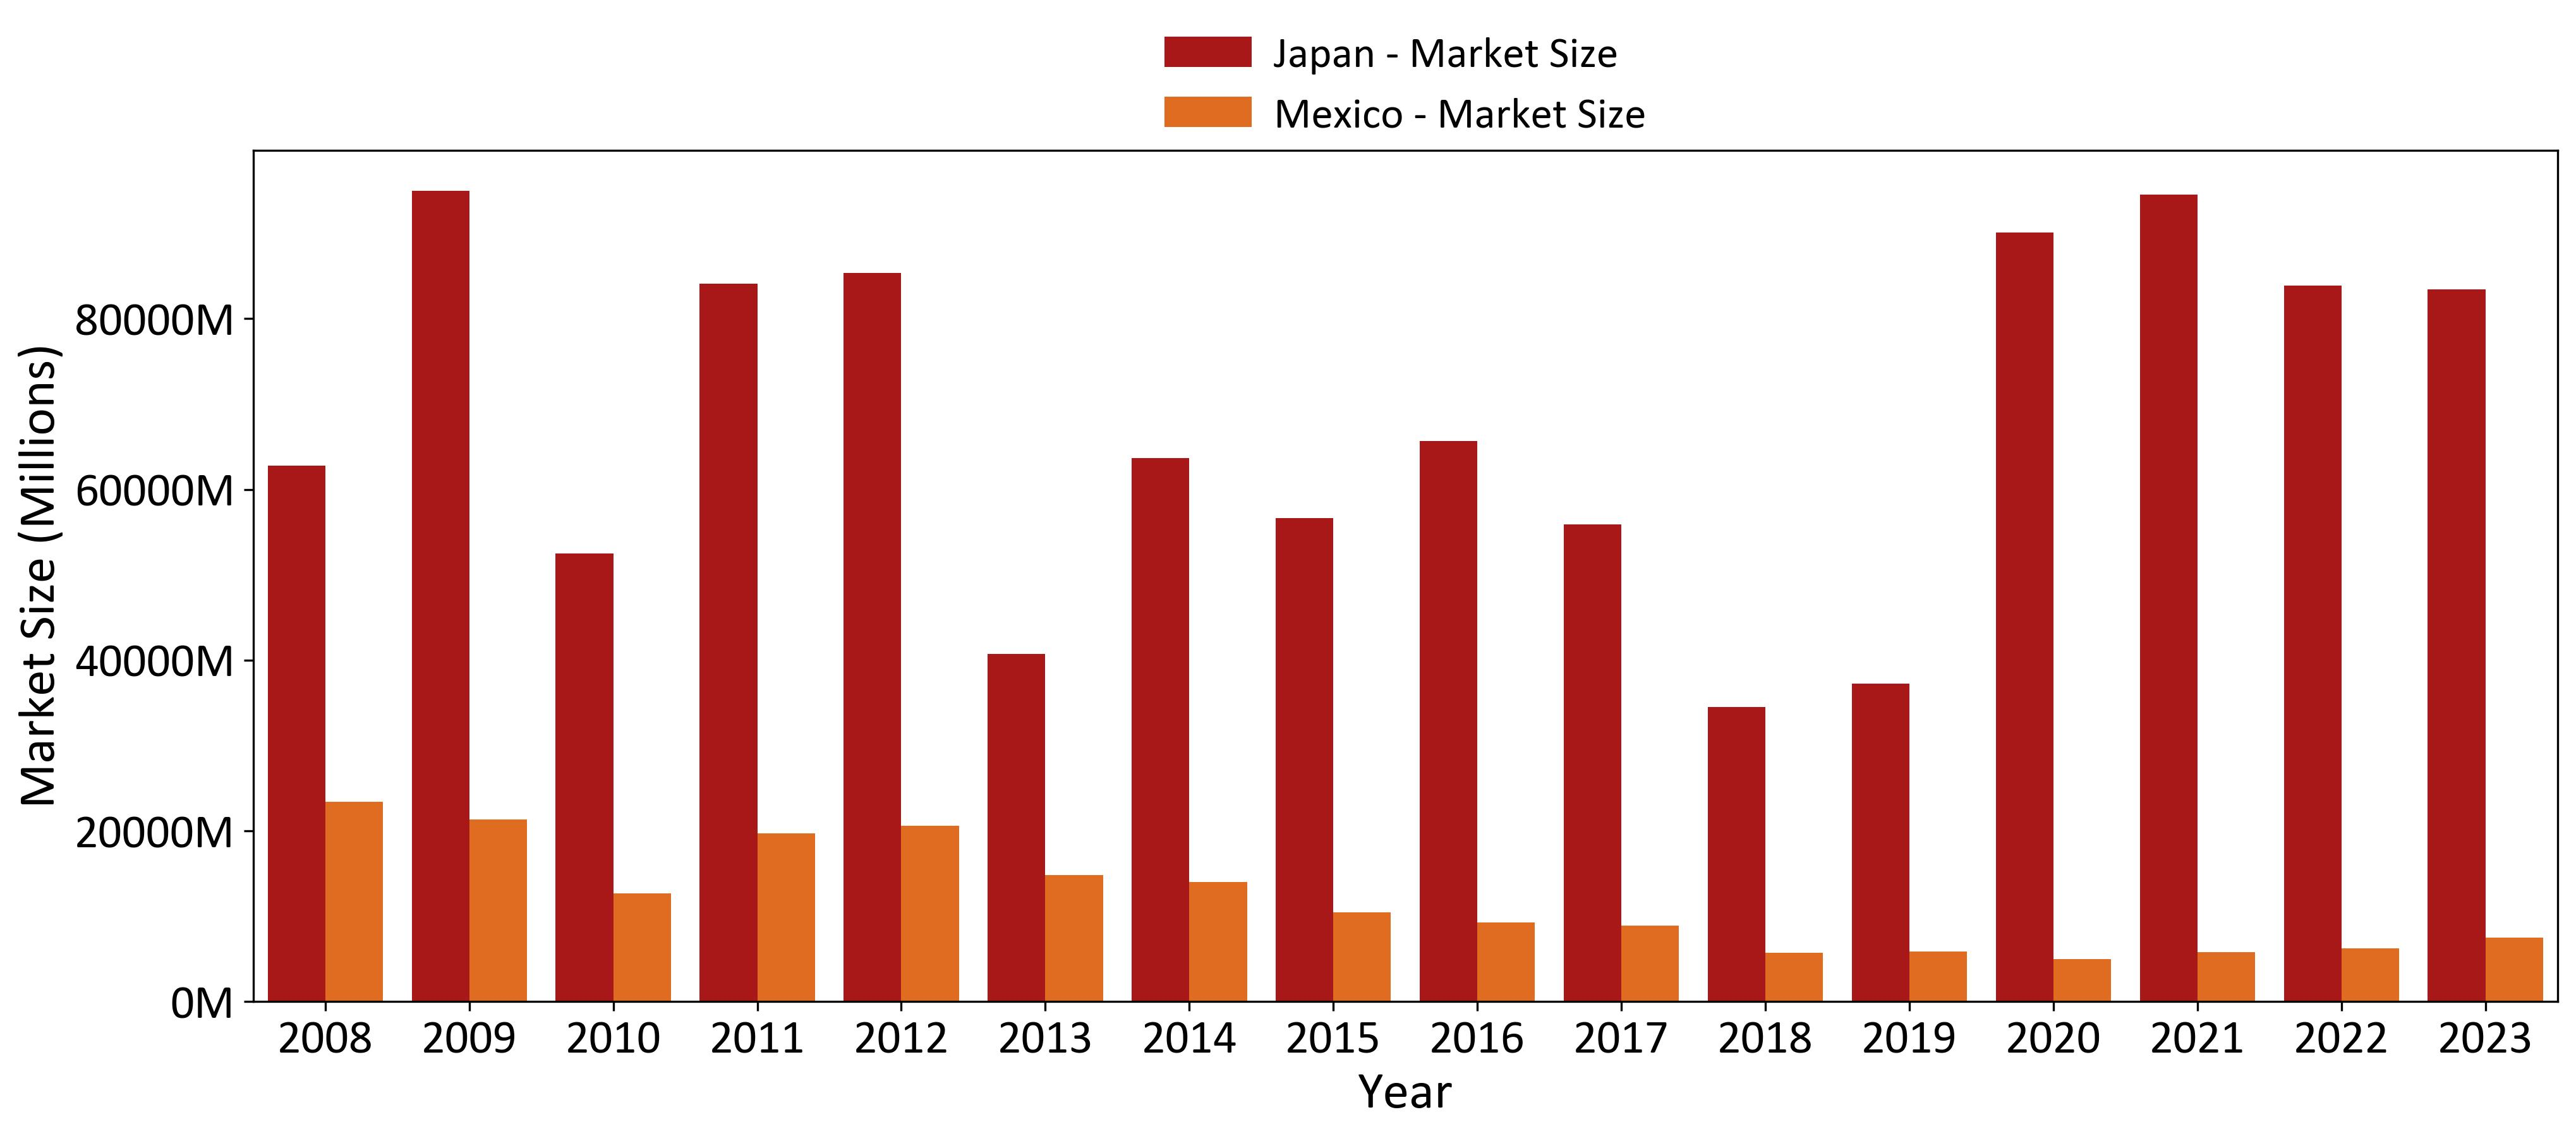 Japan - Market Size
Mexico - Market Size
Market Size (Millions)
80000M
60000M
40000M
20000M
0M
2008 2009 2010 2011 2012 2013 2014 2015 2016 2017 2018 2019 2020 2021 2022 2023
Year